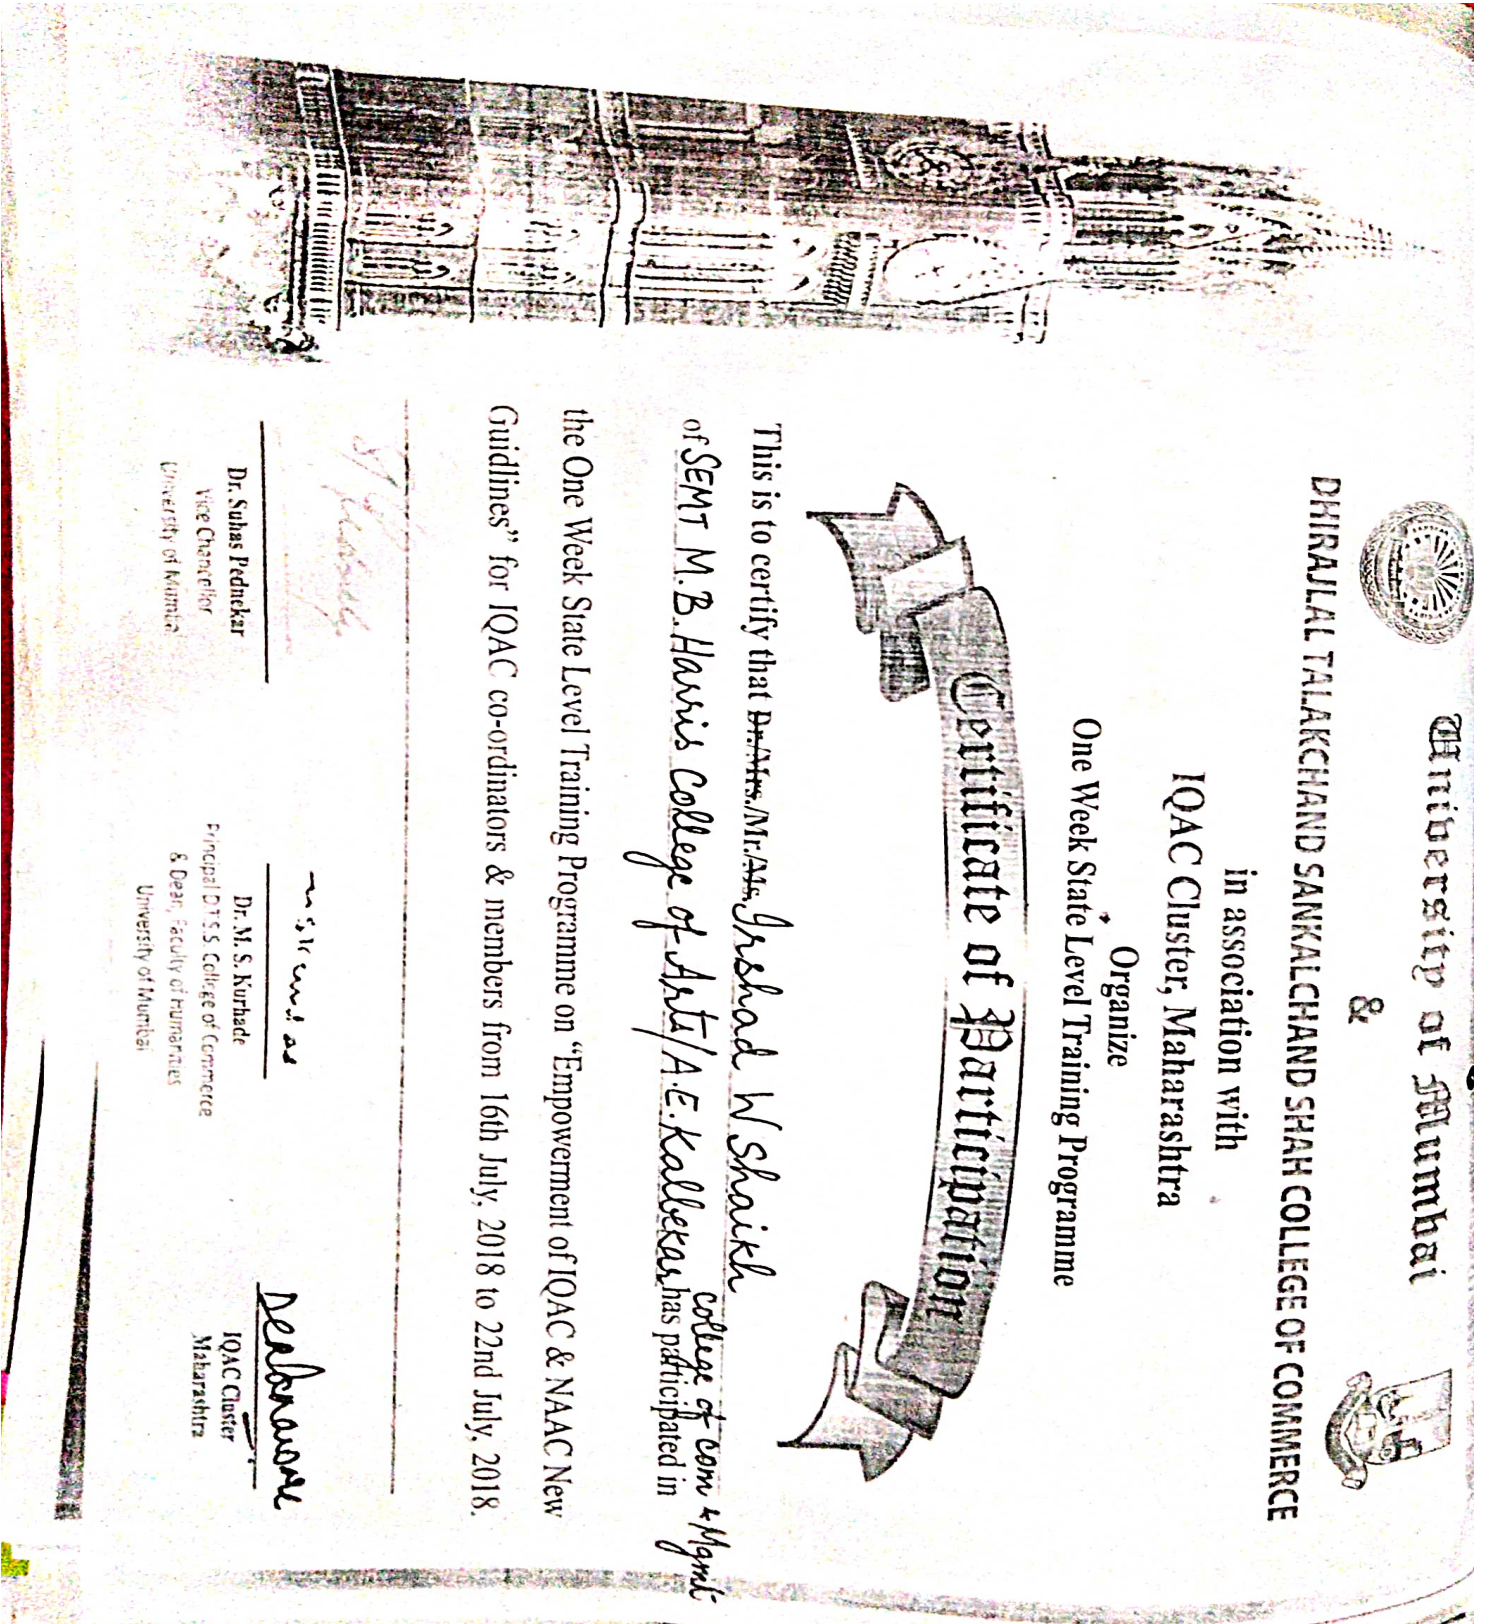 University of Mumbai
&
DHIRAJLAL TALAKCHAND SANKALCHAND SHAH COLLEGE OF COMMERCE
in association with
IQAC Cluster, Maharashtra
Organize
One Week State Level Training Programme
Certificate of Participation
This is to certify that Dr./Mrs./Mr./Ms. Irshad W Shaikh
college of com & Mgmt
of SEMT M.B. Harris College of Arts/A.E. Kalbekar has participated in
the One Week State Level Training Programme on “Empowerment of IQAC & NAAC New
Guidlines” for IQAC co-ordinators & members from 16th July, 2018 to 22nd July, 2018.
Dr. Suhas Pednekar
Vice Chancellor
University of Mumbai
Dr. M. S. Kurhade
Principal D.T.S.S. College of Commerce
& Dean, Faculty of Humanities
University of Mumbai
IQAC Cluster
Maharashtra